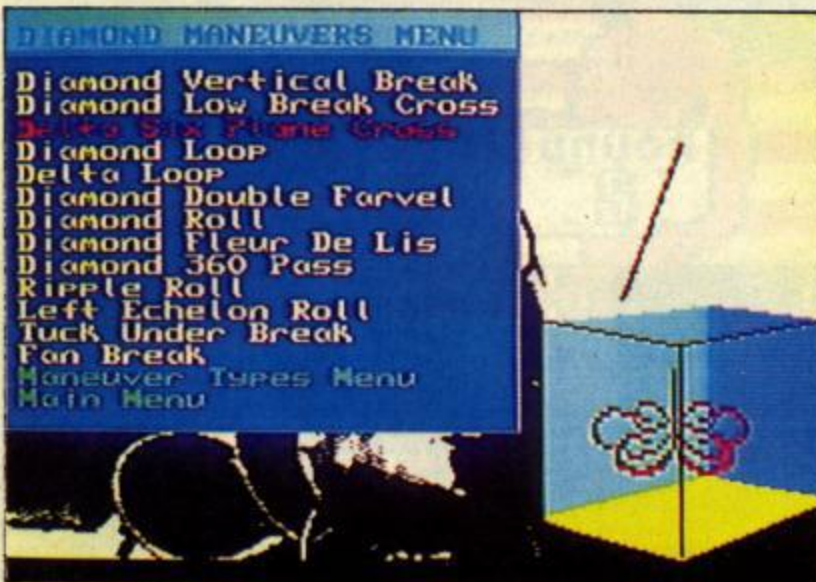 DIAMOND MANEUVERS MENU
Diamond Vertical Break
Diamond Low Break Cross
Delta Six Plane Cross
Diamond Loop
Delta Loop
Diamond Double Farvel
Diamond Roll
Diamond Fleur De Lis
Diamond 360 Pass
Ripple Roll
Left Echelon Roll
Tuck Under Break
Fan Break
Maneuver Types Menu
Main Menu